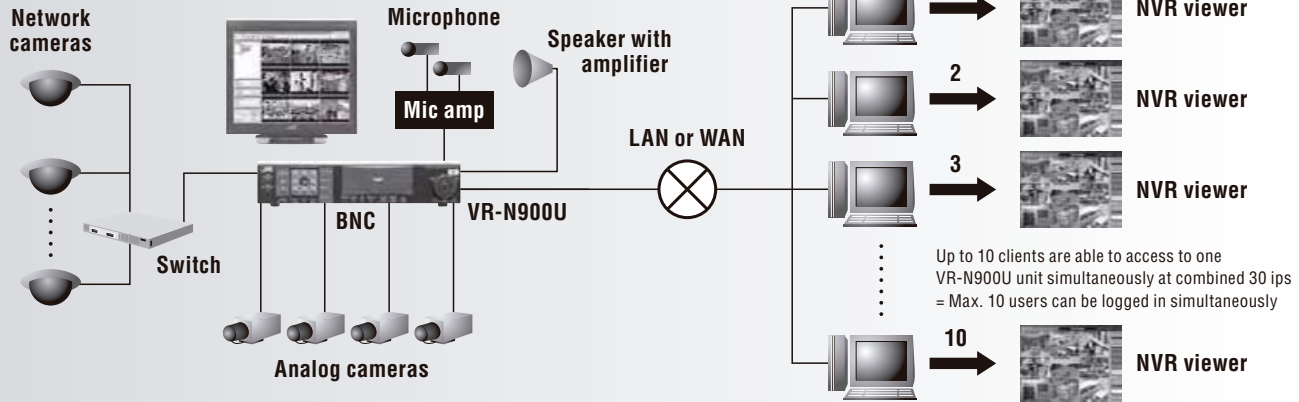 Network
cameras
Microphone
Speaker with
amplifier
Mic amp
LAN or WAN
BNC
VR-N900U
Switch
Analog cameras
NVR viewer
2
NVR viewer
3
NVR viewer
Up to 10 clients are able to access to one
VR-N900U unit simultaneously at combined 30 ips
= Max. 10 users can be logged in simultaneously
10
NVR viewer